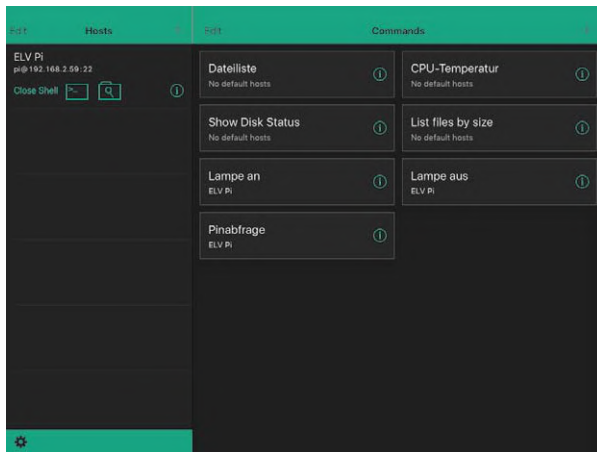 Edit Hosts
ELV Pi
pi@192.168.2.59:22
Close Shell >_
Edit Commands
Dateiliste
No default hosts
CPU-Temperatur
No default hosts
Show Disk Status
No default hosts
List files by size
No default hosts
Lampe an
ELV Pi
Lampe aus
ELV Pi
Pinabfrage
ELV Pi